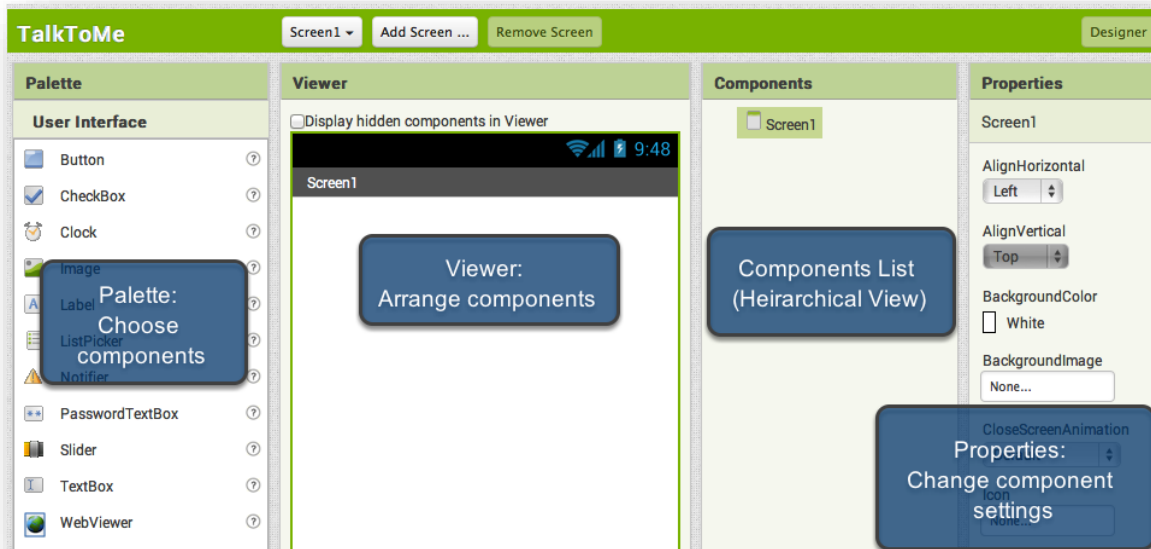 TalkToMe
Screen1
Add Screen ...
Remove Screen
Designer
Palette
User Interface
Button
CheckBox
Clock
Image
Label
ListPicker
Notifier
PasswordTextBox
Slider
TextBox
WebViewer
Palette:
Choose
components
Viewer
Display hidden components in Viewer
9:48
Screen1
Viewer:
Arrange components
Components
Screen1
Components List
(Heirarchical View)
Properties
Screen1
AlignHorizontal
Left
AlignVertical
Top
BackgroundColor
White
BackgroundImage
None...
CloseScreenAnimation
Icon
None...
Properties:
Change component
settings